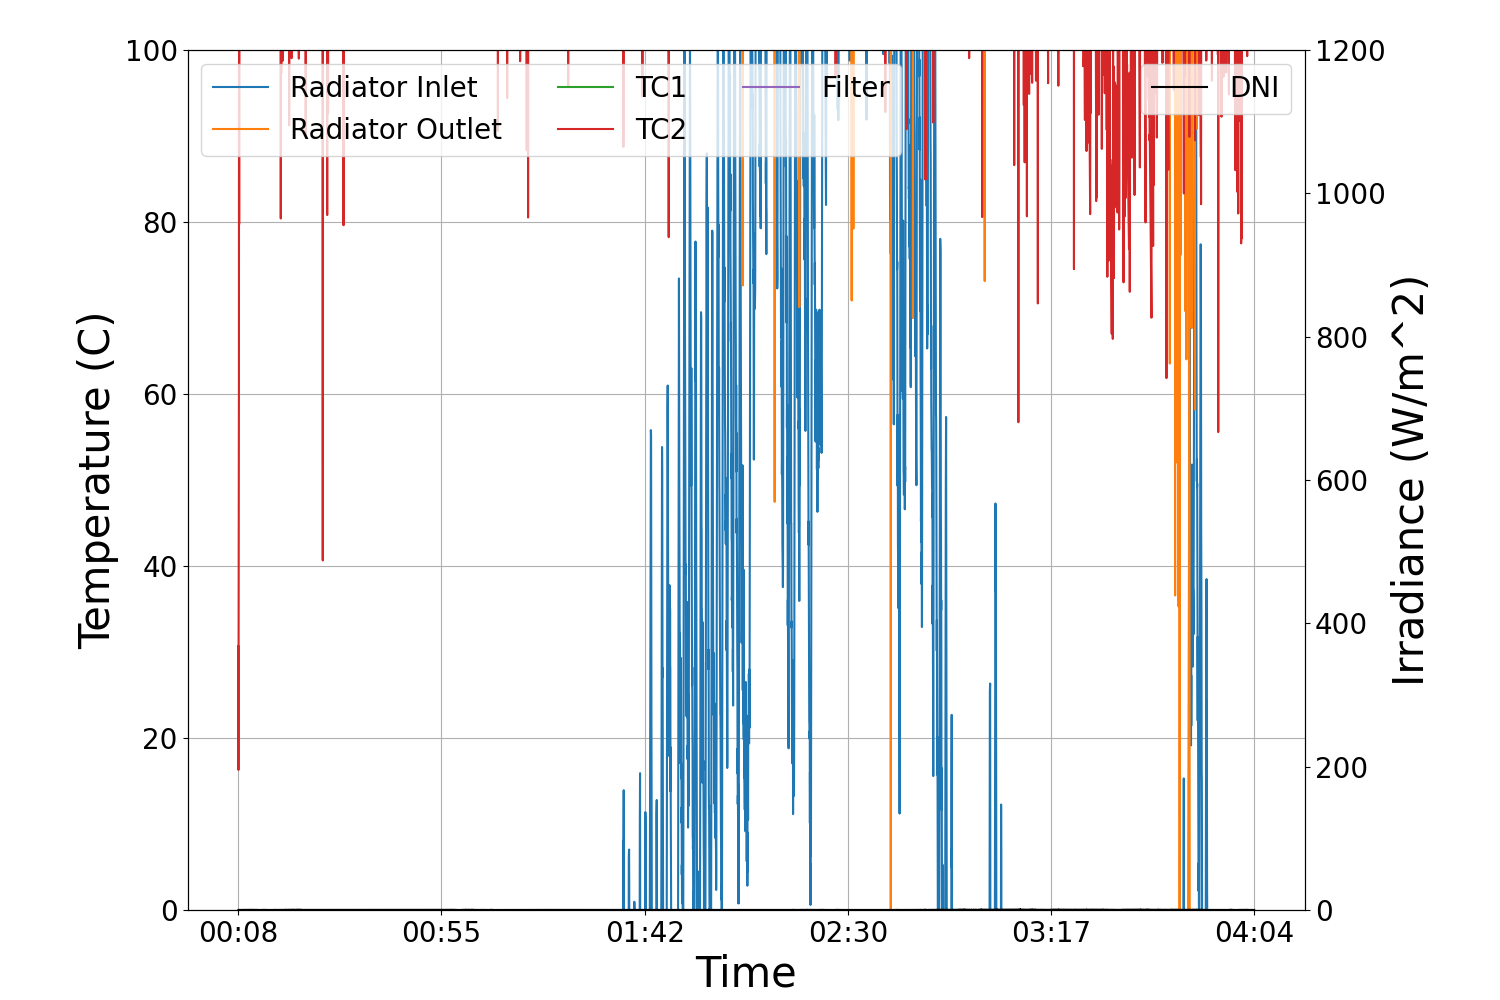 100
80
60
40
20
0
Temperature (C)
Radiator Inlet
Radiator Outlet
TC1
TC2
Filter
DNI
1200
1000
800
600
400
200
0
Irradiance (W/m^2)
00:08 00:55 01:42 02:30 03:17 04:04
Time